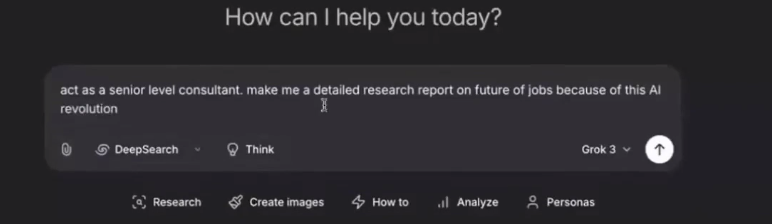 How can I help you today?
act as a senior level consultant. make me a detailed research report on future of jobs because of this AI
revolution
DeepSearch
Think
Grok 3
Research
Create images
How to
Analyze
Personas